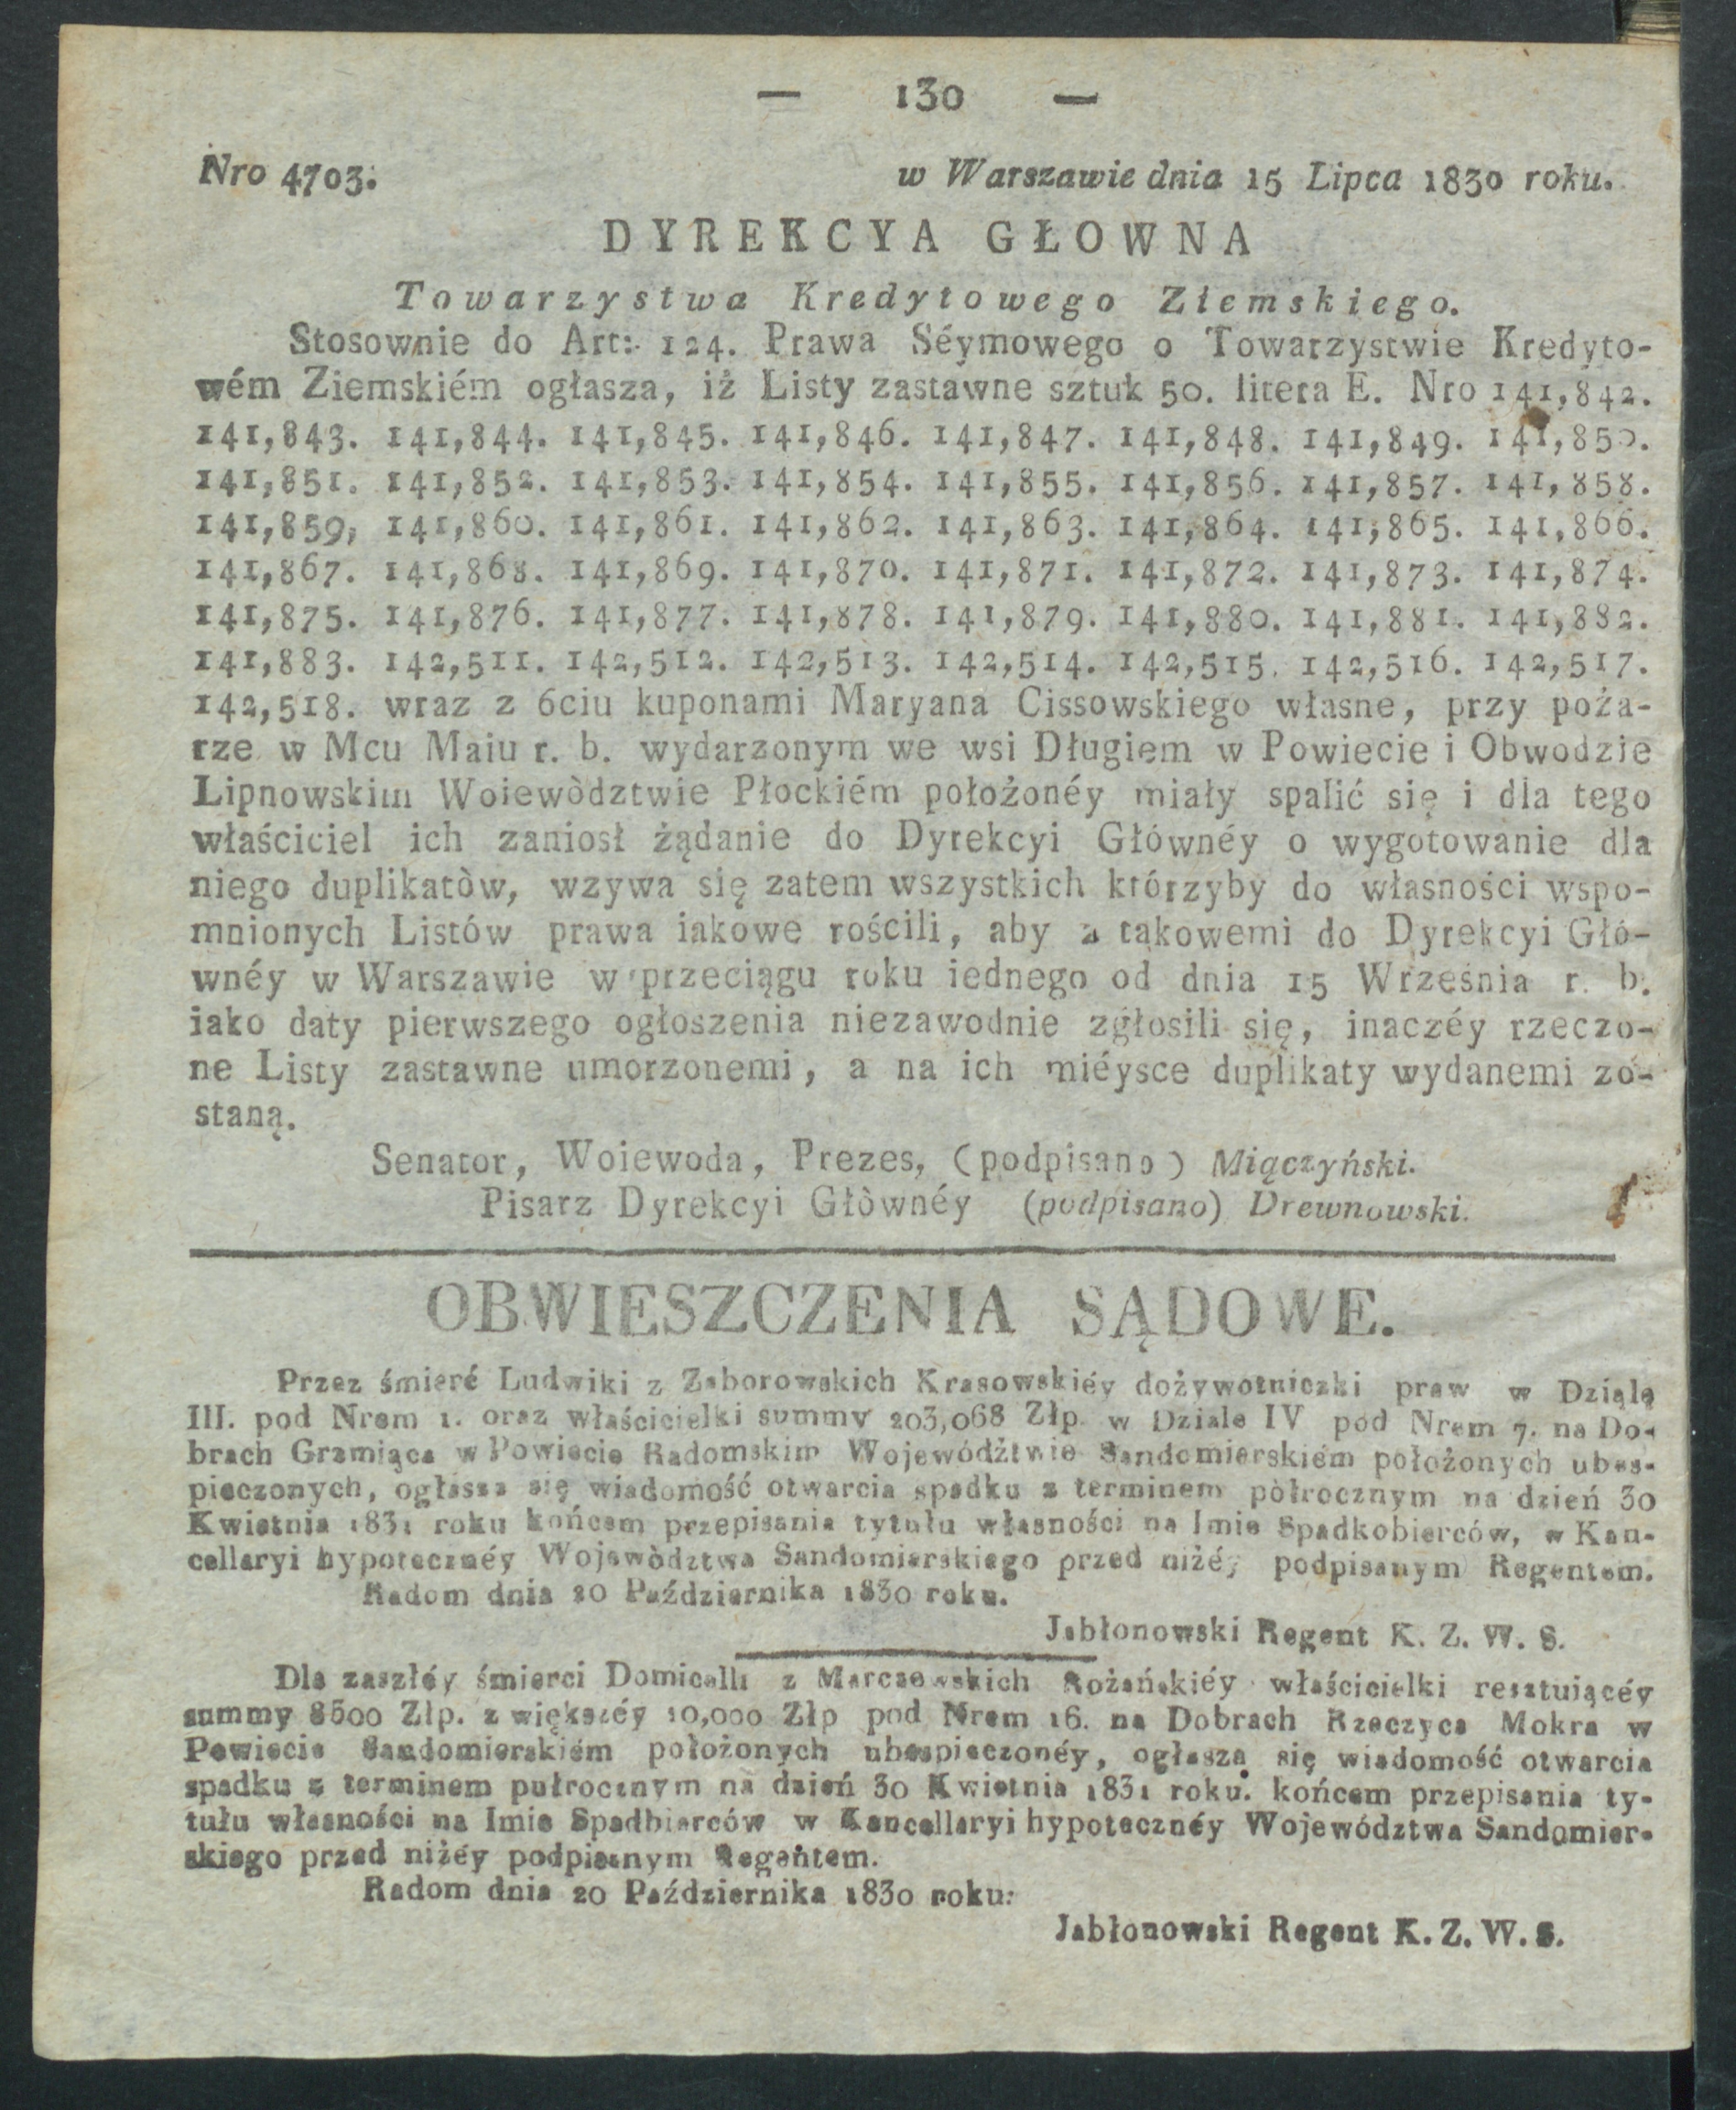 — 130 —
Nro 4703. w Warszawie dnia 15 Lipca 1830 roku.
DYREKCYA GŁOWNA
Towarzystwa Kredytowego Ziemskiego.
Stosownie do Art: 124. Prawa Séymowego o Towarzystwie Kredyto-
wém Ziemskiém ogłasza, iż Listy zastawne sztuk 50. litera E. Nro 141,842.
141,843. 141,844. 141,845. 141,846. 141,847. 141,848. 141,849. 141,850.
141,851. 141,852. 141,853. 141,854. 141,855. 141,856. 141,857. 141,858.
141,859, 141,860. 141,861. 141,862. 141,863. 141,864. 141,865. 141,866.
141,867. 141,868. 141,869. 141,870. 141,871. 141,872. 141,873. 141,874.
141,875. 141,876. 141,877. 141,878. 141,879. 141,880. 141,881. 141,882.
141,883. 142,511. 142,512. 142,513. 142,514. 142,515. 142,516. 142,517.
142,518. wraz z 6ciu kuponami Maryana Cissowskiego własne, przy poża-
rze w Mcu Maiu r. b. wydarzonym we wsi Długiem w Powiecie i Obwodzie
Lipnowskim Woiewòdztwie Płockiém położonéy miały spalić się i dla tego
właściciel ich zaniosł żądanie do Dyrekcyi Głównéy o wygotowanie dla
niego duplikatòw, wzywa się zatem wszystkich którzyby do własności wspo-
mnionych Listów prawa iakowe rościli, aby z takowemi do Dyrekcyi Głó-
wnéy w Warszawie w przeciągu roku iednego od dnia 15 Września r. b.
iako daty pierwszego ogłoszenia niezawodnie zgłosili się, inaczéy rzeczo-
ne Listy zastawne umorzonemi, a na ich miéysce duplikaty wydanemi zo-
staną.
Senator, Woiewoda, Prezes, (podpisano) Miączyński.
Pisarz Dyrekcyi Głòwnéy (podpisano) Drewnowski.
OBWIESZCZENIA SĄDOWE.
Przez śmierć Ludwiki z Zaborowskich Krasowskiéy dożywotniczki praw w Dziąlę
III. pod Nrem 1. oraz właścicielki summy 203,068 Złp. w Dziale IV pod Nrem 7. na Do-
brach Grzmiąca w Powiecie Radomskim Wojewódźtwie Sandomierskiém położonych ubes-
pieczonych, ogłasza się wiadomość otwarcia spadku z terminem pòłrocznym na dzień 30
Kwietnia 1831 roku końcem przepisania tytułu własności na Imie Spadkobierców, w Kan-
cellaryi hypotecznéy Wojewòdztwa Sandomierskiego przed niżéy podpisanym Regentem.
Radom dnia 20 Października 1830 roku.
Jabłonowski Regent K. Z. W. S.
Dla zaszłéy śmierci Domicelli z Marczewskich Rożańskiéy właścicielki resztuiącéy
summy 8500 Złp. z większéy 10,000 Złp pod Nrem 16. na Dobrach Rzeczyca Mokra w
Powiecie Sandomierskiém położonych ubespieczonéy, ogłasza się wiadomość otwarcia
spadku z terminem pułrocznym na dzień 30 Kwietnia 1831 roku. końcem przepisania ty-
tułu własności na Imie Spadbierców w Kancellaryi hypotecznéy Województwa Sandomier-
skiego przed niżéy podpisanym Regentem.
Radom dnia 20 Października 1830 roku:
Jabłonowski Regent K. Z. W. S.